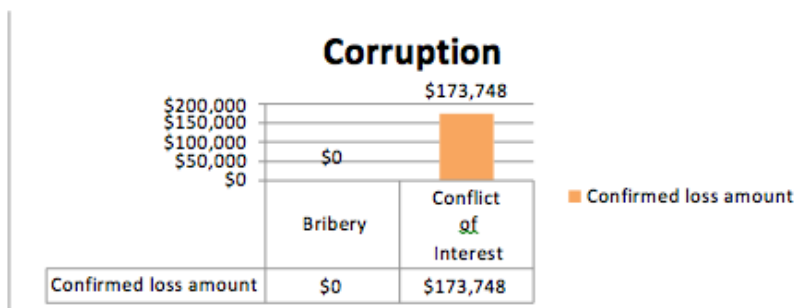 Corruption
$173,748
$200,000
$150,000
$100,000
$50,000
$0
$0
Bribery
Conflict
of
Interest
Confirmed loss amount
Confirmed loss amount $0 $173,748